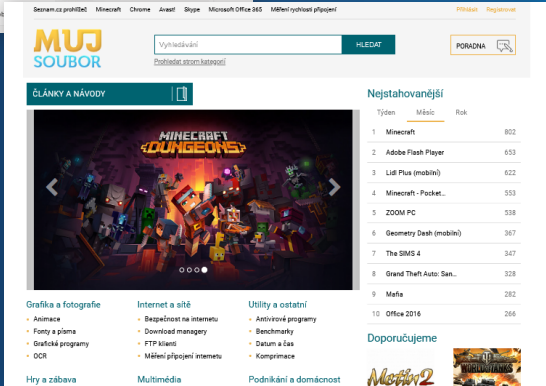 Seznam.cz prohlížeč Minecraft Chrome Avast! Skype Microsoft Office 365 Měření rychlosti připojení Přihlásit Registrovat
MUJ
SOUBOR
Vyhledávání
HLEDAT
PORADNA
Prohledat strom kategorií
ČLÁNKY A NÁVODY
MINECRAFT
DUNGEONS
Nejstahovanější
Týden Měsíc Rok
1 Minecraft 802
2 Adobe Flash Player 653
3 Lidl Plus (mobilní) 622
4 Minecraft - Pocket... 553
5 ZOOM PC 538
6 Geometry Dash (mobilní) 367
7 The SIMS 4 347
8 Grand Theft Auto: San... 328
9 Mafia 282
10 Office 2016 266
Grafika a fotografie
Animace
Fonty a písma
Grafické programy
OCR
Internet a sítě
Bezpečnost na internetu
Download managery
FTP klienti
Měření připojení internetu
Utility a ostatní
Antivirové programy
Benchmarky
Datum a čas
Komprimace
Doporučujeme
Metin2
WORLD OF TANKS
Hry a zábava
Multimédia
Podnikání a domácnost